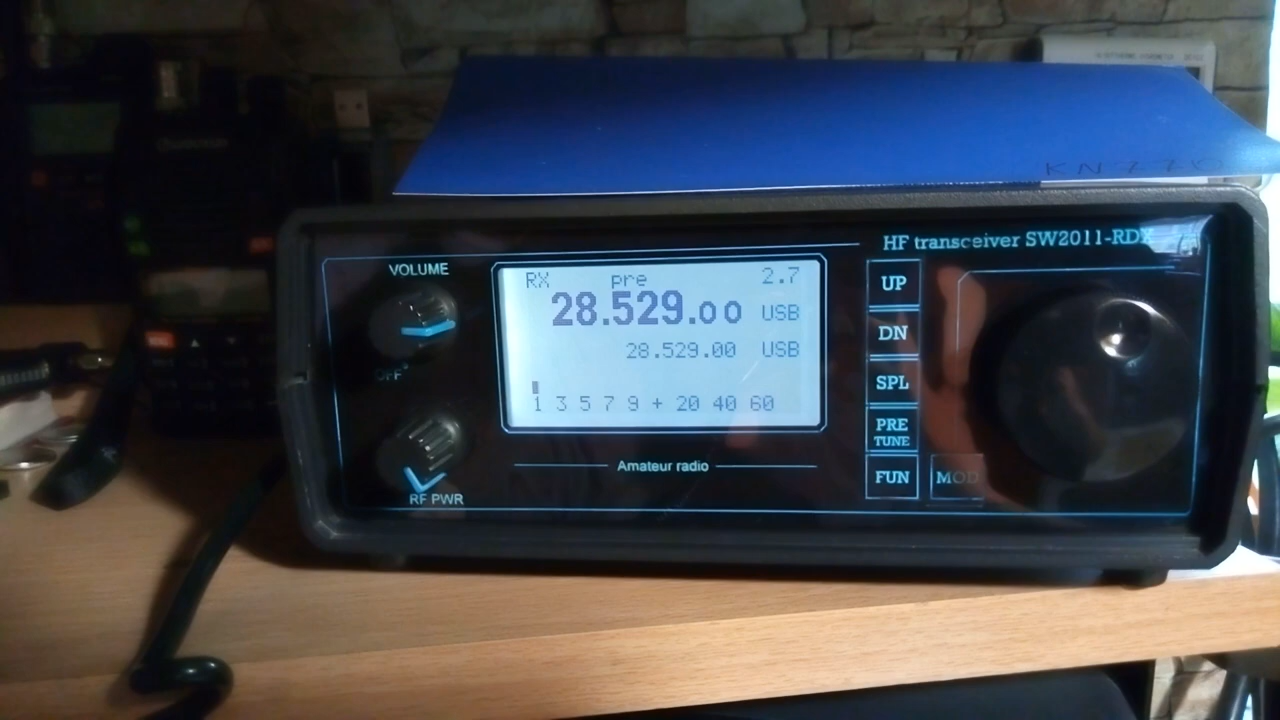 KN7710
HF transceiver SW2011-RDX
VOLUME
OFF
RF PWR
RX pre 2.7
28.529.00 USB
28.529.00 USB
1 3 5 7 9 + 20 40 60
Amateur radio
UP
DN
SPL
PRE
TUNE
FUN
MOD